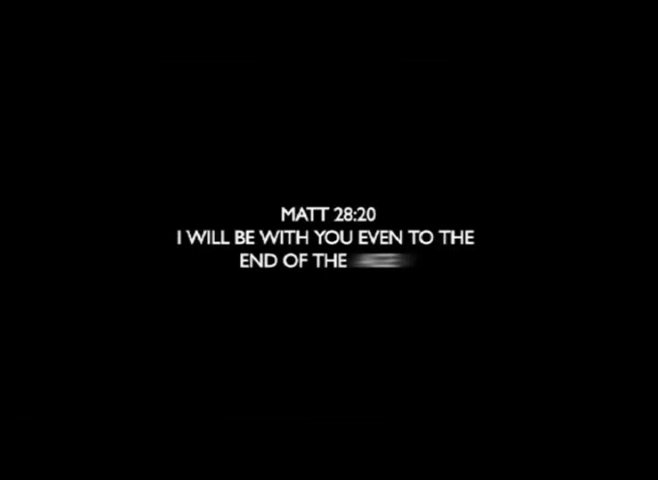 MATT 28:20
I WILL BE WITH YOU EVEN TO THE
END OF THE